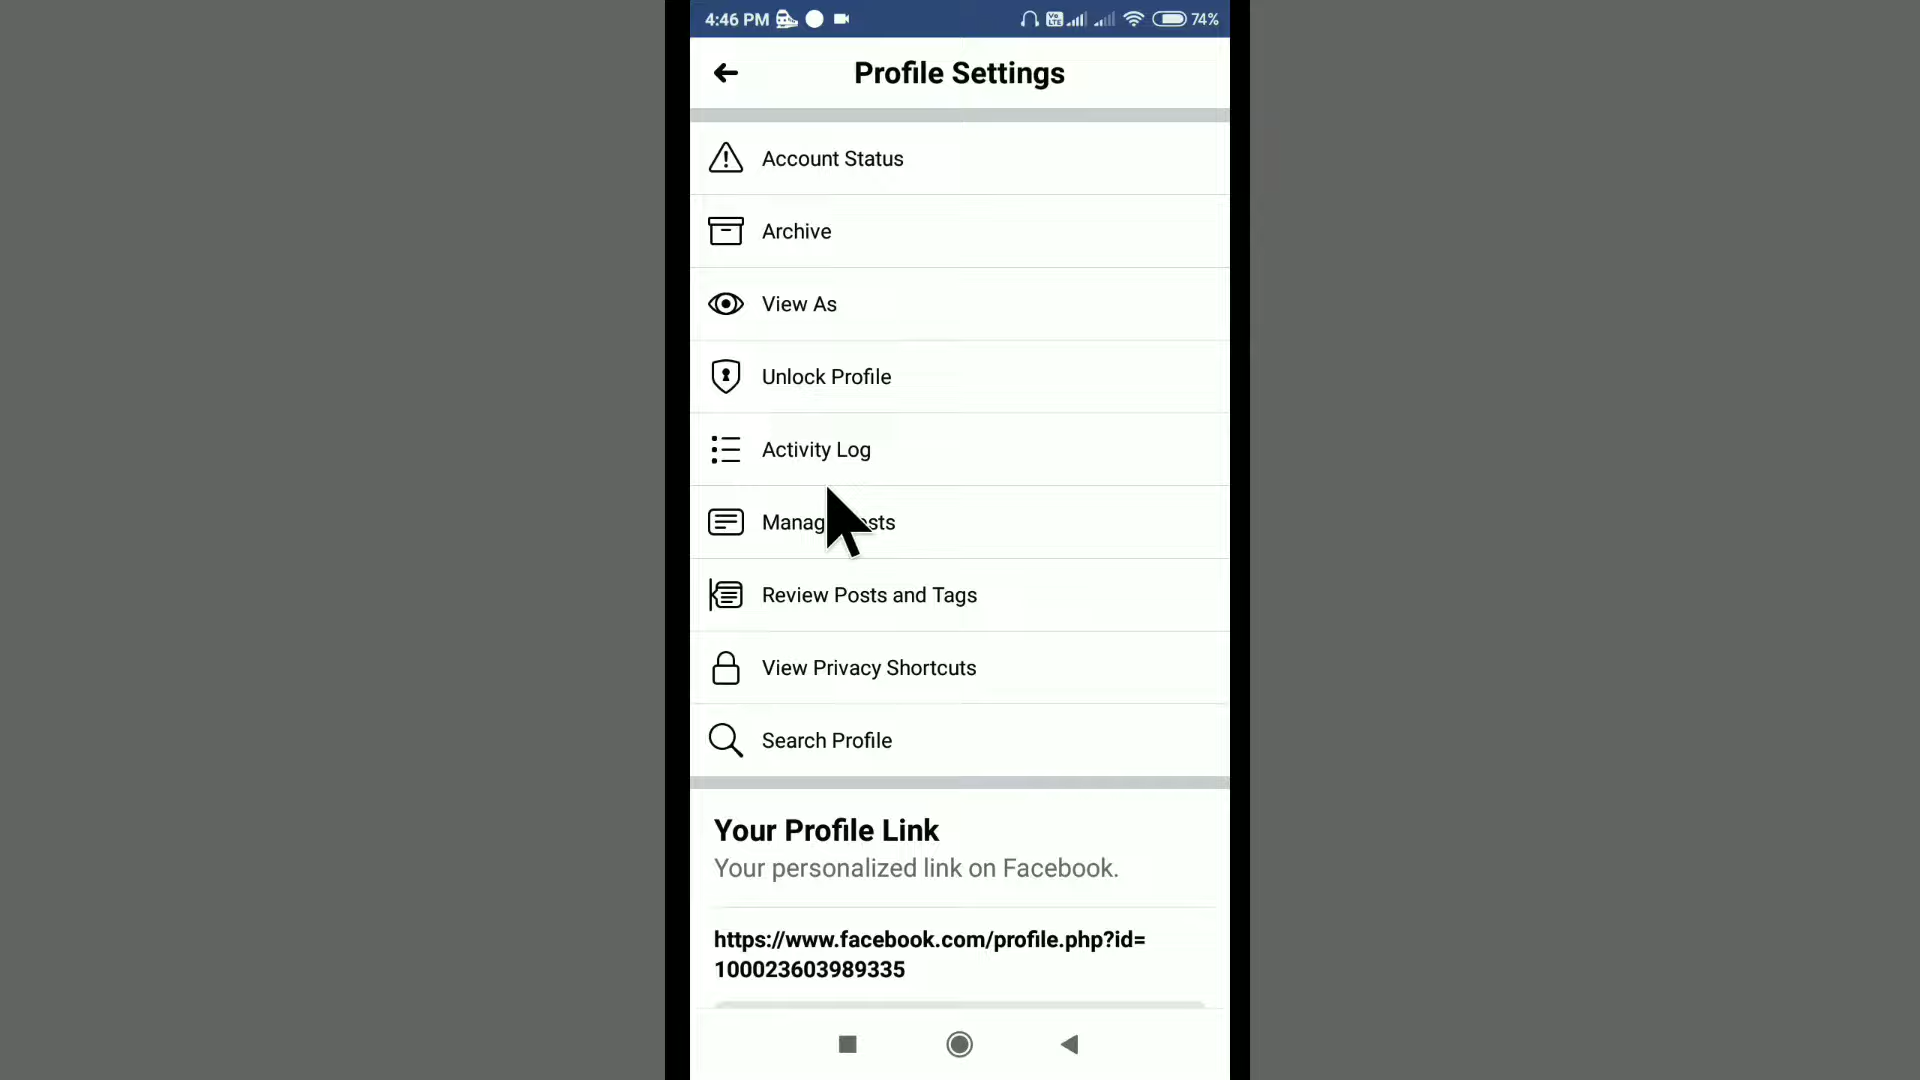 4:46 PM
Vo LTE
74%
Profile Settings
Account Status
Archive
View As
Unlock Profile
Activity Log
Manag sts
Review Posts and Tags
View Privacy Shortcuts
Search Profile
Your Profile Link
Your personalized link on Facebook.
https://www.facebook.com/profile.php?id=
100023603989335